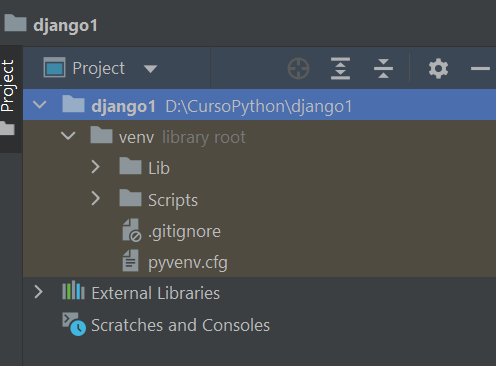 django1
Project
Project
django1 D:\CursoPython\django1
venv library root
Lib
Scripts
.gitignore
pyvenv.cfg
External Libraries
Scratches and Consoles